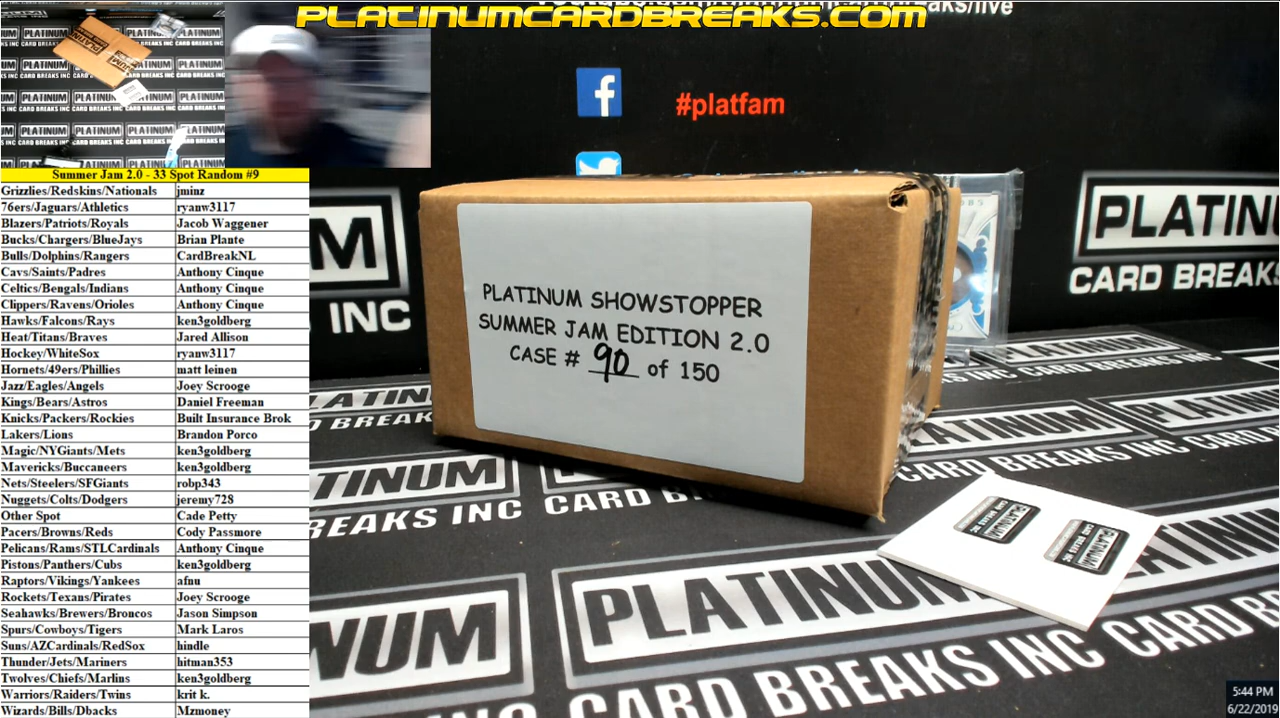 PLATINUMCARDBREAKS.COM
#platfam
Summer Jam 2.0 - 33 Spot Random #9
Grizzlies/Redskins/Nationals jminz
76ers/Jaguars/Athletics ryanw3117
Blazers/Patriots/Royals Jacob Waggener
Bucks/Chargers/BlueJays Brian Plante
Bulls/Dolphins/Rangers CardBreakNL
Cavs/Saints/Padres Anthony Cinque
Celtics/Bengals/Indians Anthony Cinque
Clippers/Ravens/Orioles Anthony Cinque
Hawks/Falcons/Rays ken3goldberg
Heat/Titans/Braves Jared Allison
Hockey/WhiteSox ryanw3117
Hornets/49ers/Phillies matt leinen
Jazz/Eagles/Angels Joey Scrooge
Kings/Bears/Astros Daniel Freeman
Knicks/Packers/Rockies Built Insurance Brok
Lakers/Lions Brandon Porco
Magic/NYGiants/Mets ken3goldberg
Mavericks/Buccaneers ken3goldberg
Nets/Steelers/SFGiants robp343
Nuggets/Colts/Dodgers jeremy728
Other Spot Cade Petty
Pacers/Browns/Reds Cody Passmore
Pelicans/Rams/STLCardinals Anthony Cinque
Pistons/Panthers/Cubs ken3goldberg
Raptors/Vikings/Yankees afnu
Rockets/Texans/Pirates Joey Scrooge
Seahawks/Brewers/Broncos Jason Simpson
Spurs/Cowboys/Tigers Mark Laros
Suns/AZCardinals/RedSox hindle
Thunder/Jets/Mariners hitman353
Twolves/Chiefs/Marlins ken3goldberg
Warriors/Raiders/Twins krit k.
Wizards/Bills/Dbacks Mzmoney
PLATINUM SHOWSTOPPER
SUMMER JAM EDITION 2.0
CASE # 90 of 150
PLATIN
CARD BREAKS
M
INC
TINUM
EAKS INC
PLATINUM
CARD BREAKS INC
NUM
5:44 PM
6/22/2019